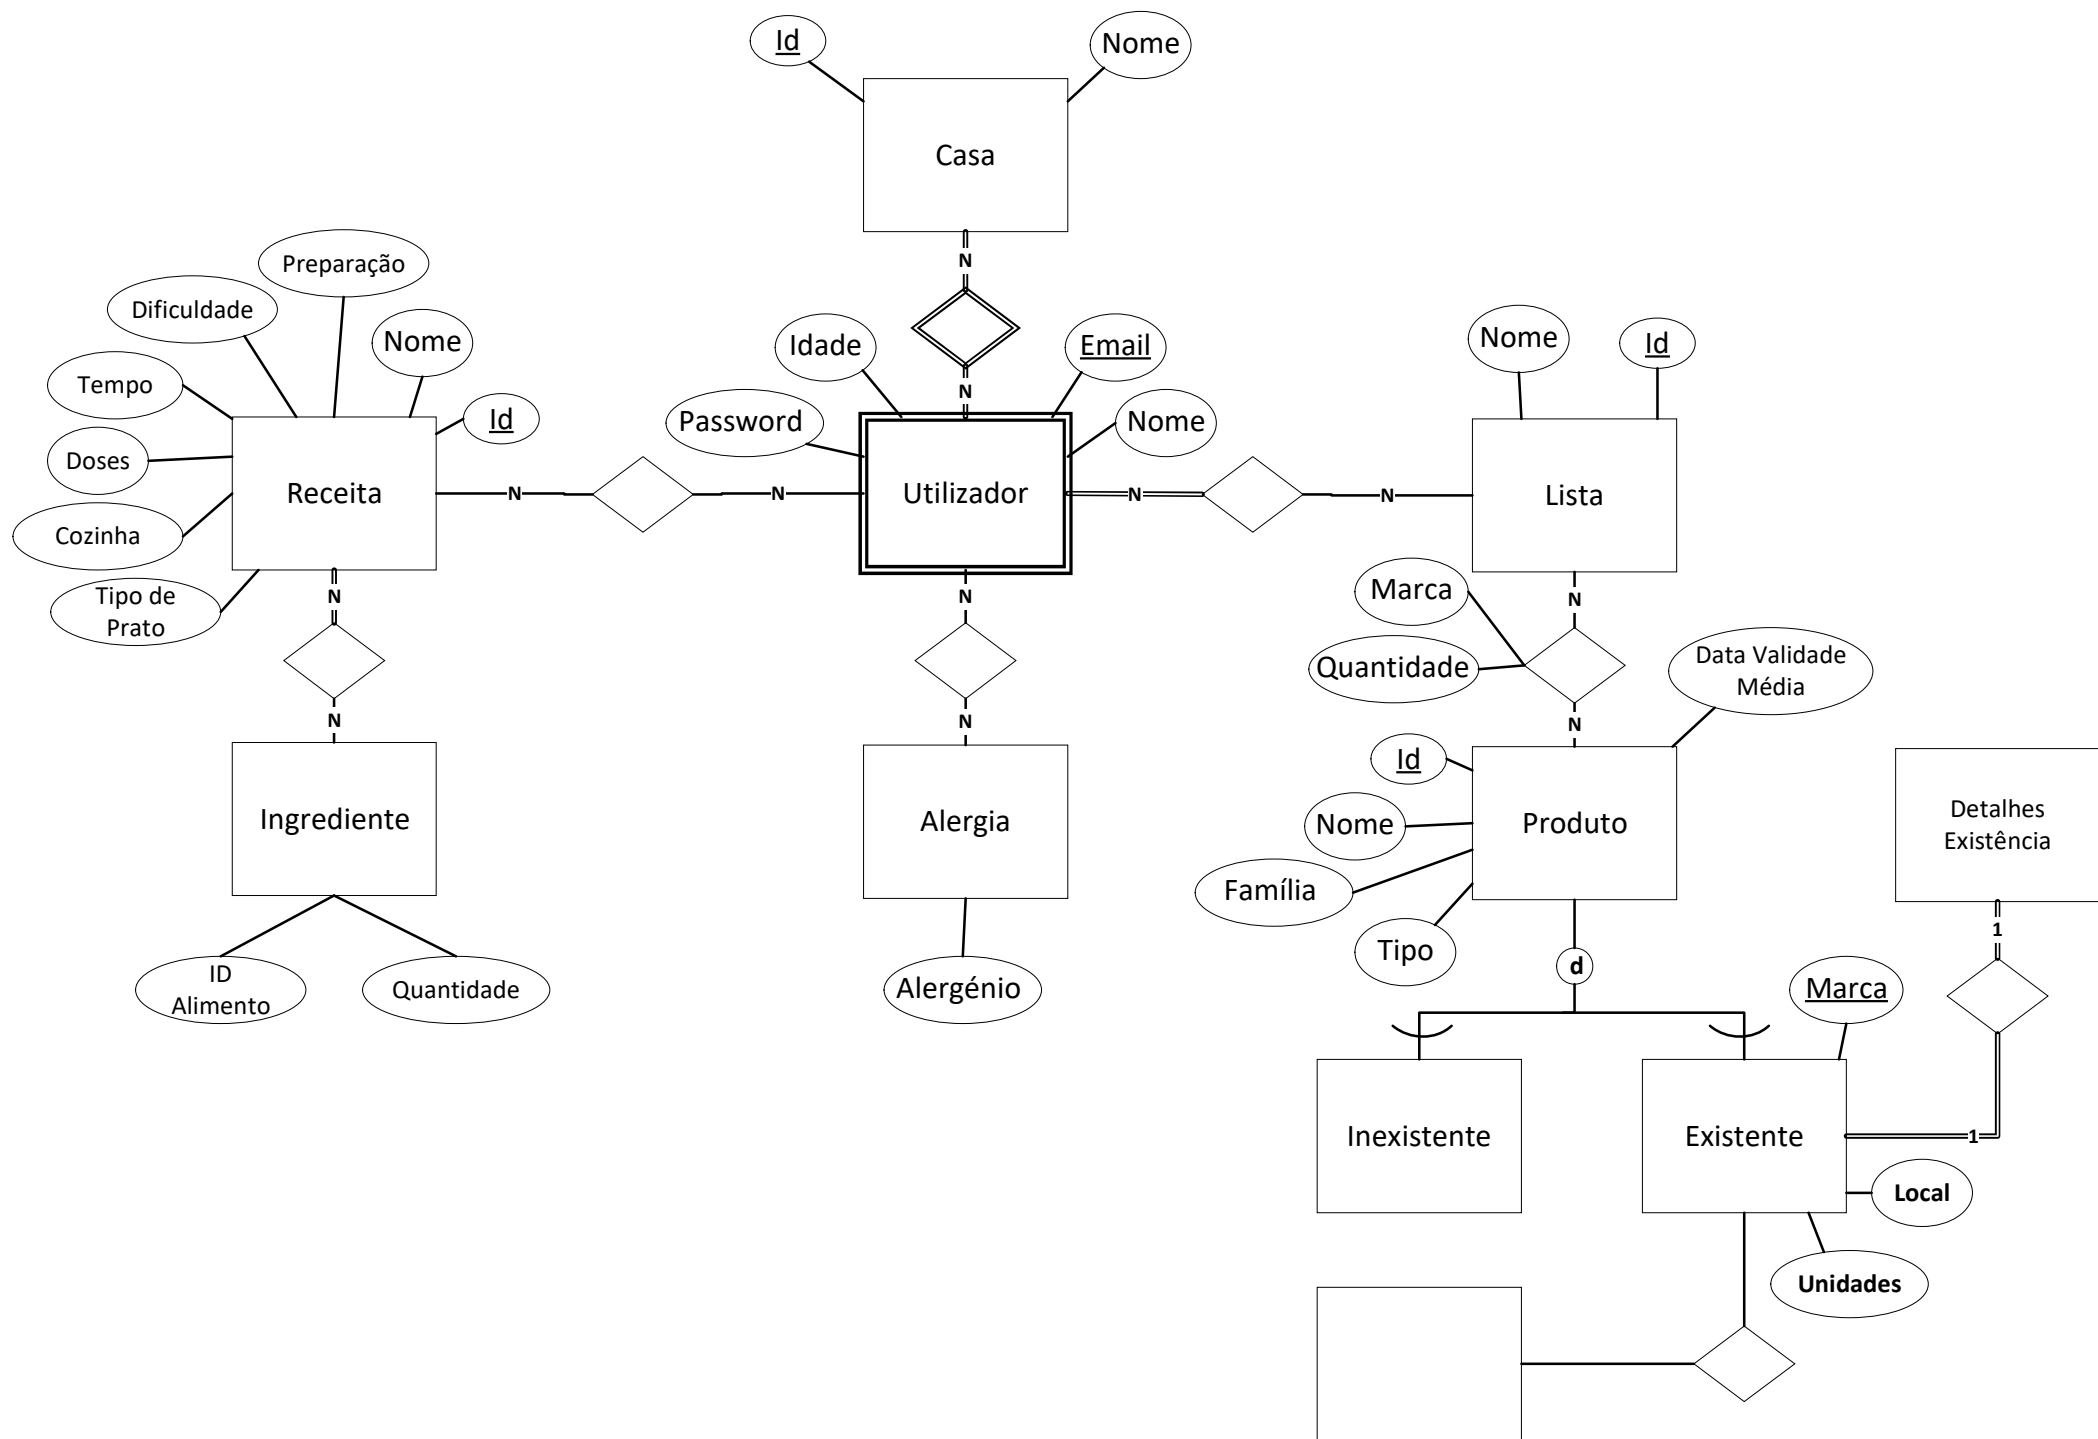 Id
Nome
Casa
N
Preparação
Dificuldade
Nome
Tempo
Id
Doses
Receita
Cozinha
Tipo de
Prato
N
N
N
Idade
Email
Password
Nome
Utilizador
N
N
Nome
Id
Lista
N
N
Ingrediente
ID
Alimento
Quantidade
N
N
Alergia
Alergénio
Marca
N
Quantidade
Data Validade
Média
N
Id
Nome
Produto
Família
Tipo
d
Detalhes
Existência
1
Marca
Inexistente
Existente
1
Local
Unidades